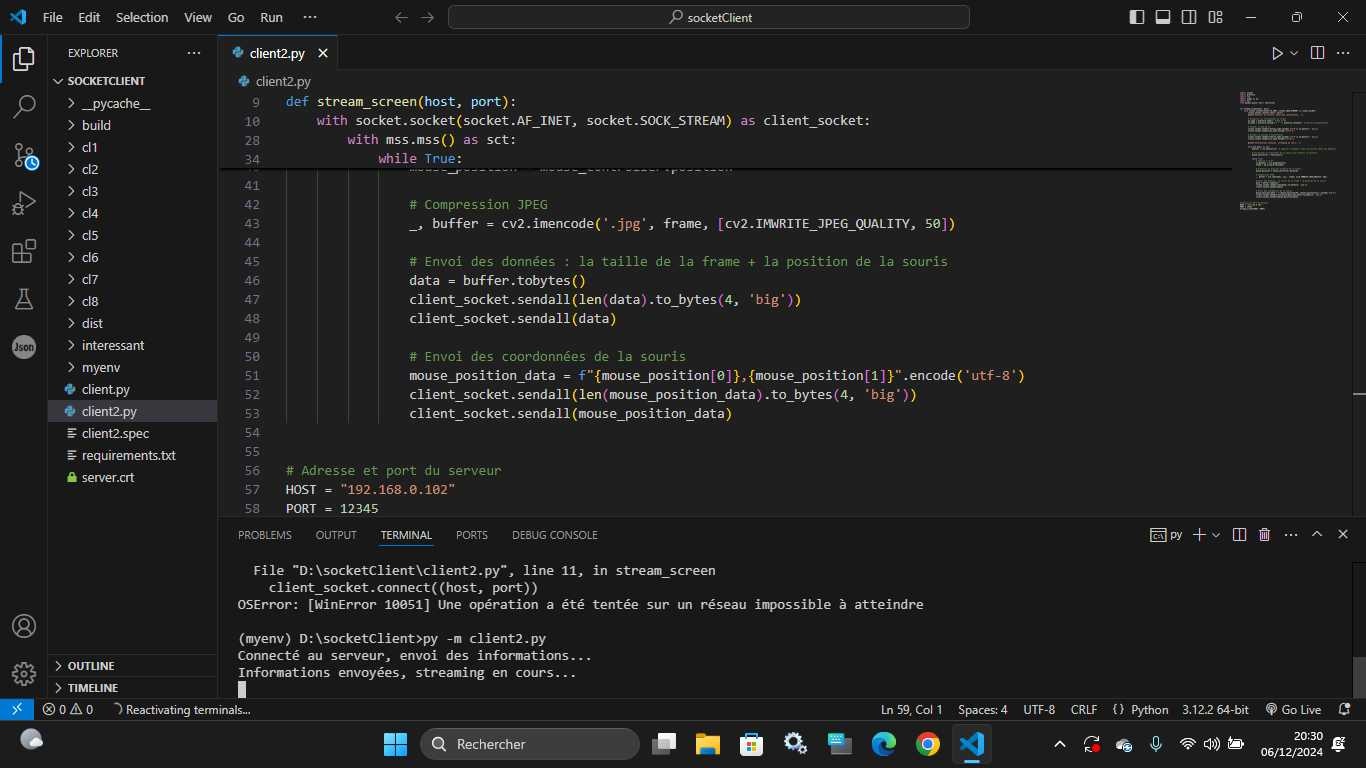 File Edit Selection View Go Run ··· socketClient
EXPLORER ···
SOCKETCLIENT
__pycache__
build
cl1
cl2
cl3
cl4
cl5
cl6
cl7
cl8
dist
interessant
myenv
client.py
client2.py
client2.spec
requirements.txt
server.crt
OUTLINE
TIMELINE
Json
client2.py
client2.py
9 def stream_screen(host, port):
10 with socket.socket(socket.AF_INET, socket.SOCK_STREAM) as client_socket:
28 with mss.mss() as sct:
34 while True:
41
42 # Compression JPEG
43 _, buffer = cv2.imencode('.jpg', frame, [cv2.IMWRITE_JPEG_QUALITY, 50])
44
45 # Envoi des données : la taille de la frame + la position de la souris
46 data = buffer.tobytes()
47 client_socket.sendall(len(data).to_bytes(4, 'big'))
48 client_socket.sendall(data)
49
50 # Envoi des coordonnées de la souris
51 mouse_position_data = f"{mouse_position[0]},{mouse_position[1]}".encode('utf-8')
52 client_socket.sendall(len(mouse_position_data).to_bytes(4, 'big'))
53 client_socket.sendall(mouse_position_data)
54
55
56 # Adresse et port du serveur
57 HOST = "192.168.0.102"
58 PORT = 12345
PROBLEMS OUTPUT TERMINAL PORTS DEBUG CONSOLE py
File "D:\socketClient\client2.py", line 11, in stream_screen
client_socket.connect((host, port))
OSError: [WinError 10051] Une opération a été tentée sur un réseau impossible à atteindre
(myenv) D:\socketClient>py -m client2.py
Connecté au serveur, envoi des informations...
Informations envoyées, streaming en cours...
0 0 Reactivating terminals... Ln 59, Col 1 Spaces: 4 UTF-8 CRLF {} Python 3.12.2 64-bit Go Live
Rechercher
20:30
06/12/2024